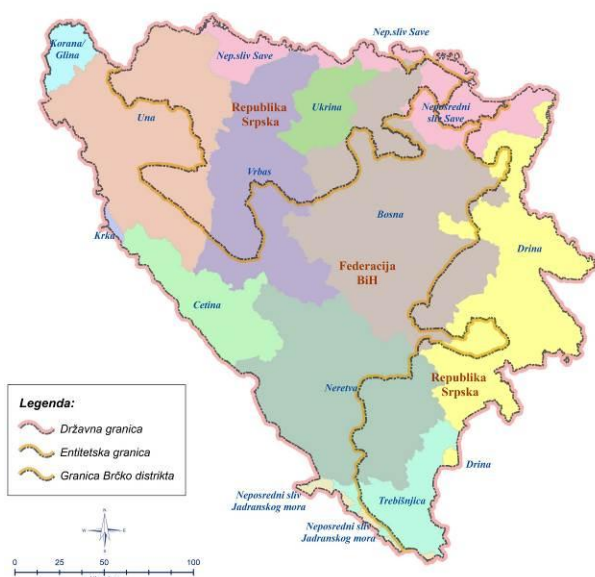 Nep.sliv Save
Korana/
Glina
Nep.sliv Save
Republika
Srpska
Ukrina
Neposredni
sliv Save
Una
Vrbas
Bosna
Krka
Drina
Federacija
BiH
Cetina
Neretva
Republika
Srpska
Legenda:
Državna granica
Entitetska granica
Granica Brčko distrikta
Drina
Neposredni sliv
Jadranskog mora
Trebišnjica
Neposredni sliv
Jadranskog mora
N
W
E
S
0 25 50 100